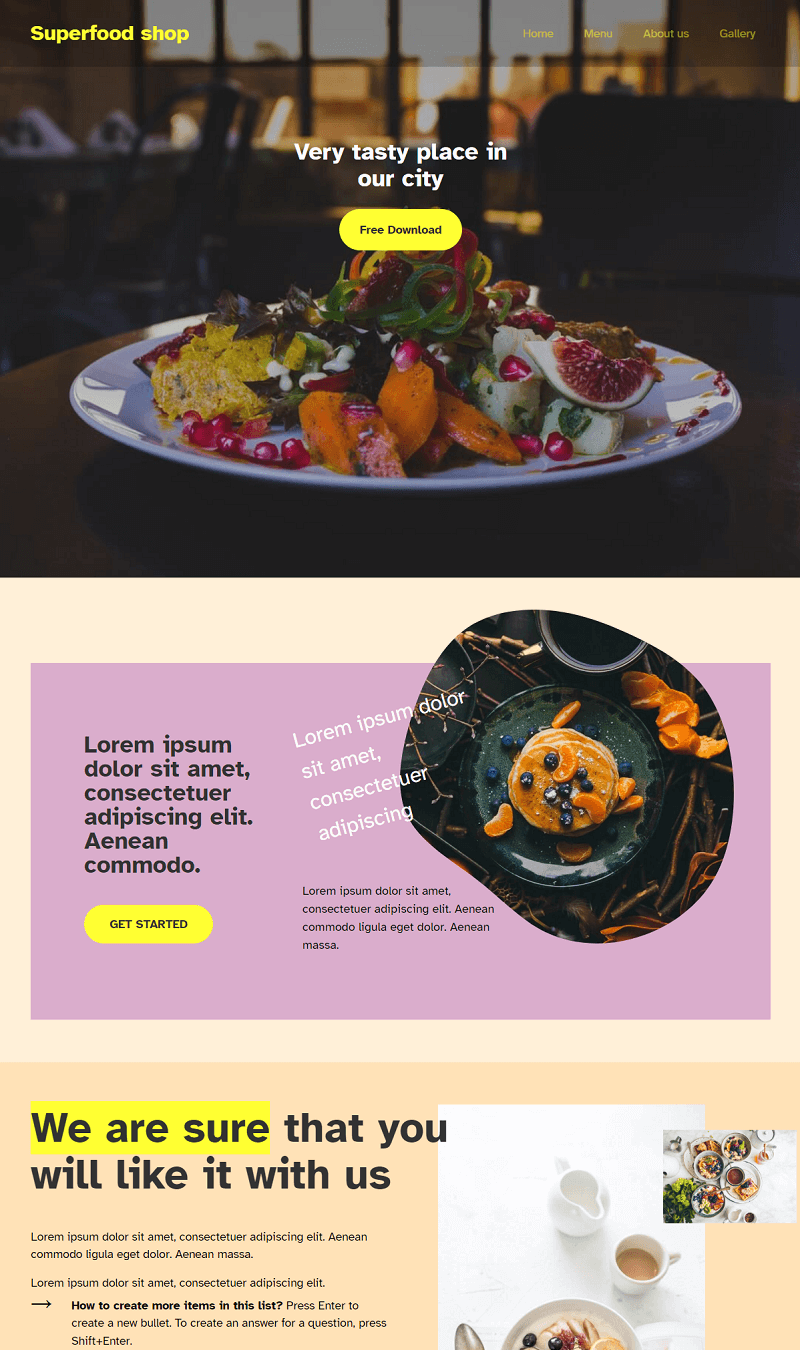 Superfood shop
Home Menu About us Gallery
Very tasty place in
our city
Free Download
Lorem ipsum
dolor sit amet,
consectetuer
adipiscing elit.
Aenean
commodo.
GET STARTED
Lorem ipsum dolor
sit amet,
consectetuer
adipiscing
Lorem ipsum dolor sit amet,
consectetuer adipiscing elit. Aenean
commodo ligula eget dolor. Aenean
massa.
We are sure that you
will like it with us
Lorem ipsum dolor sit amet, consectetuer adipiscing elit. Aenean
commodo ligula eget dolor. Aenean massa.
Lorem ipsum dolor sit amet, consectetuer adipiscing elit.
How to create more items in this list? Press Enter to
create a new bullet. To create an answer for a question, press
Shift+Enter.